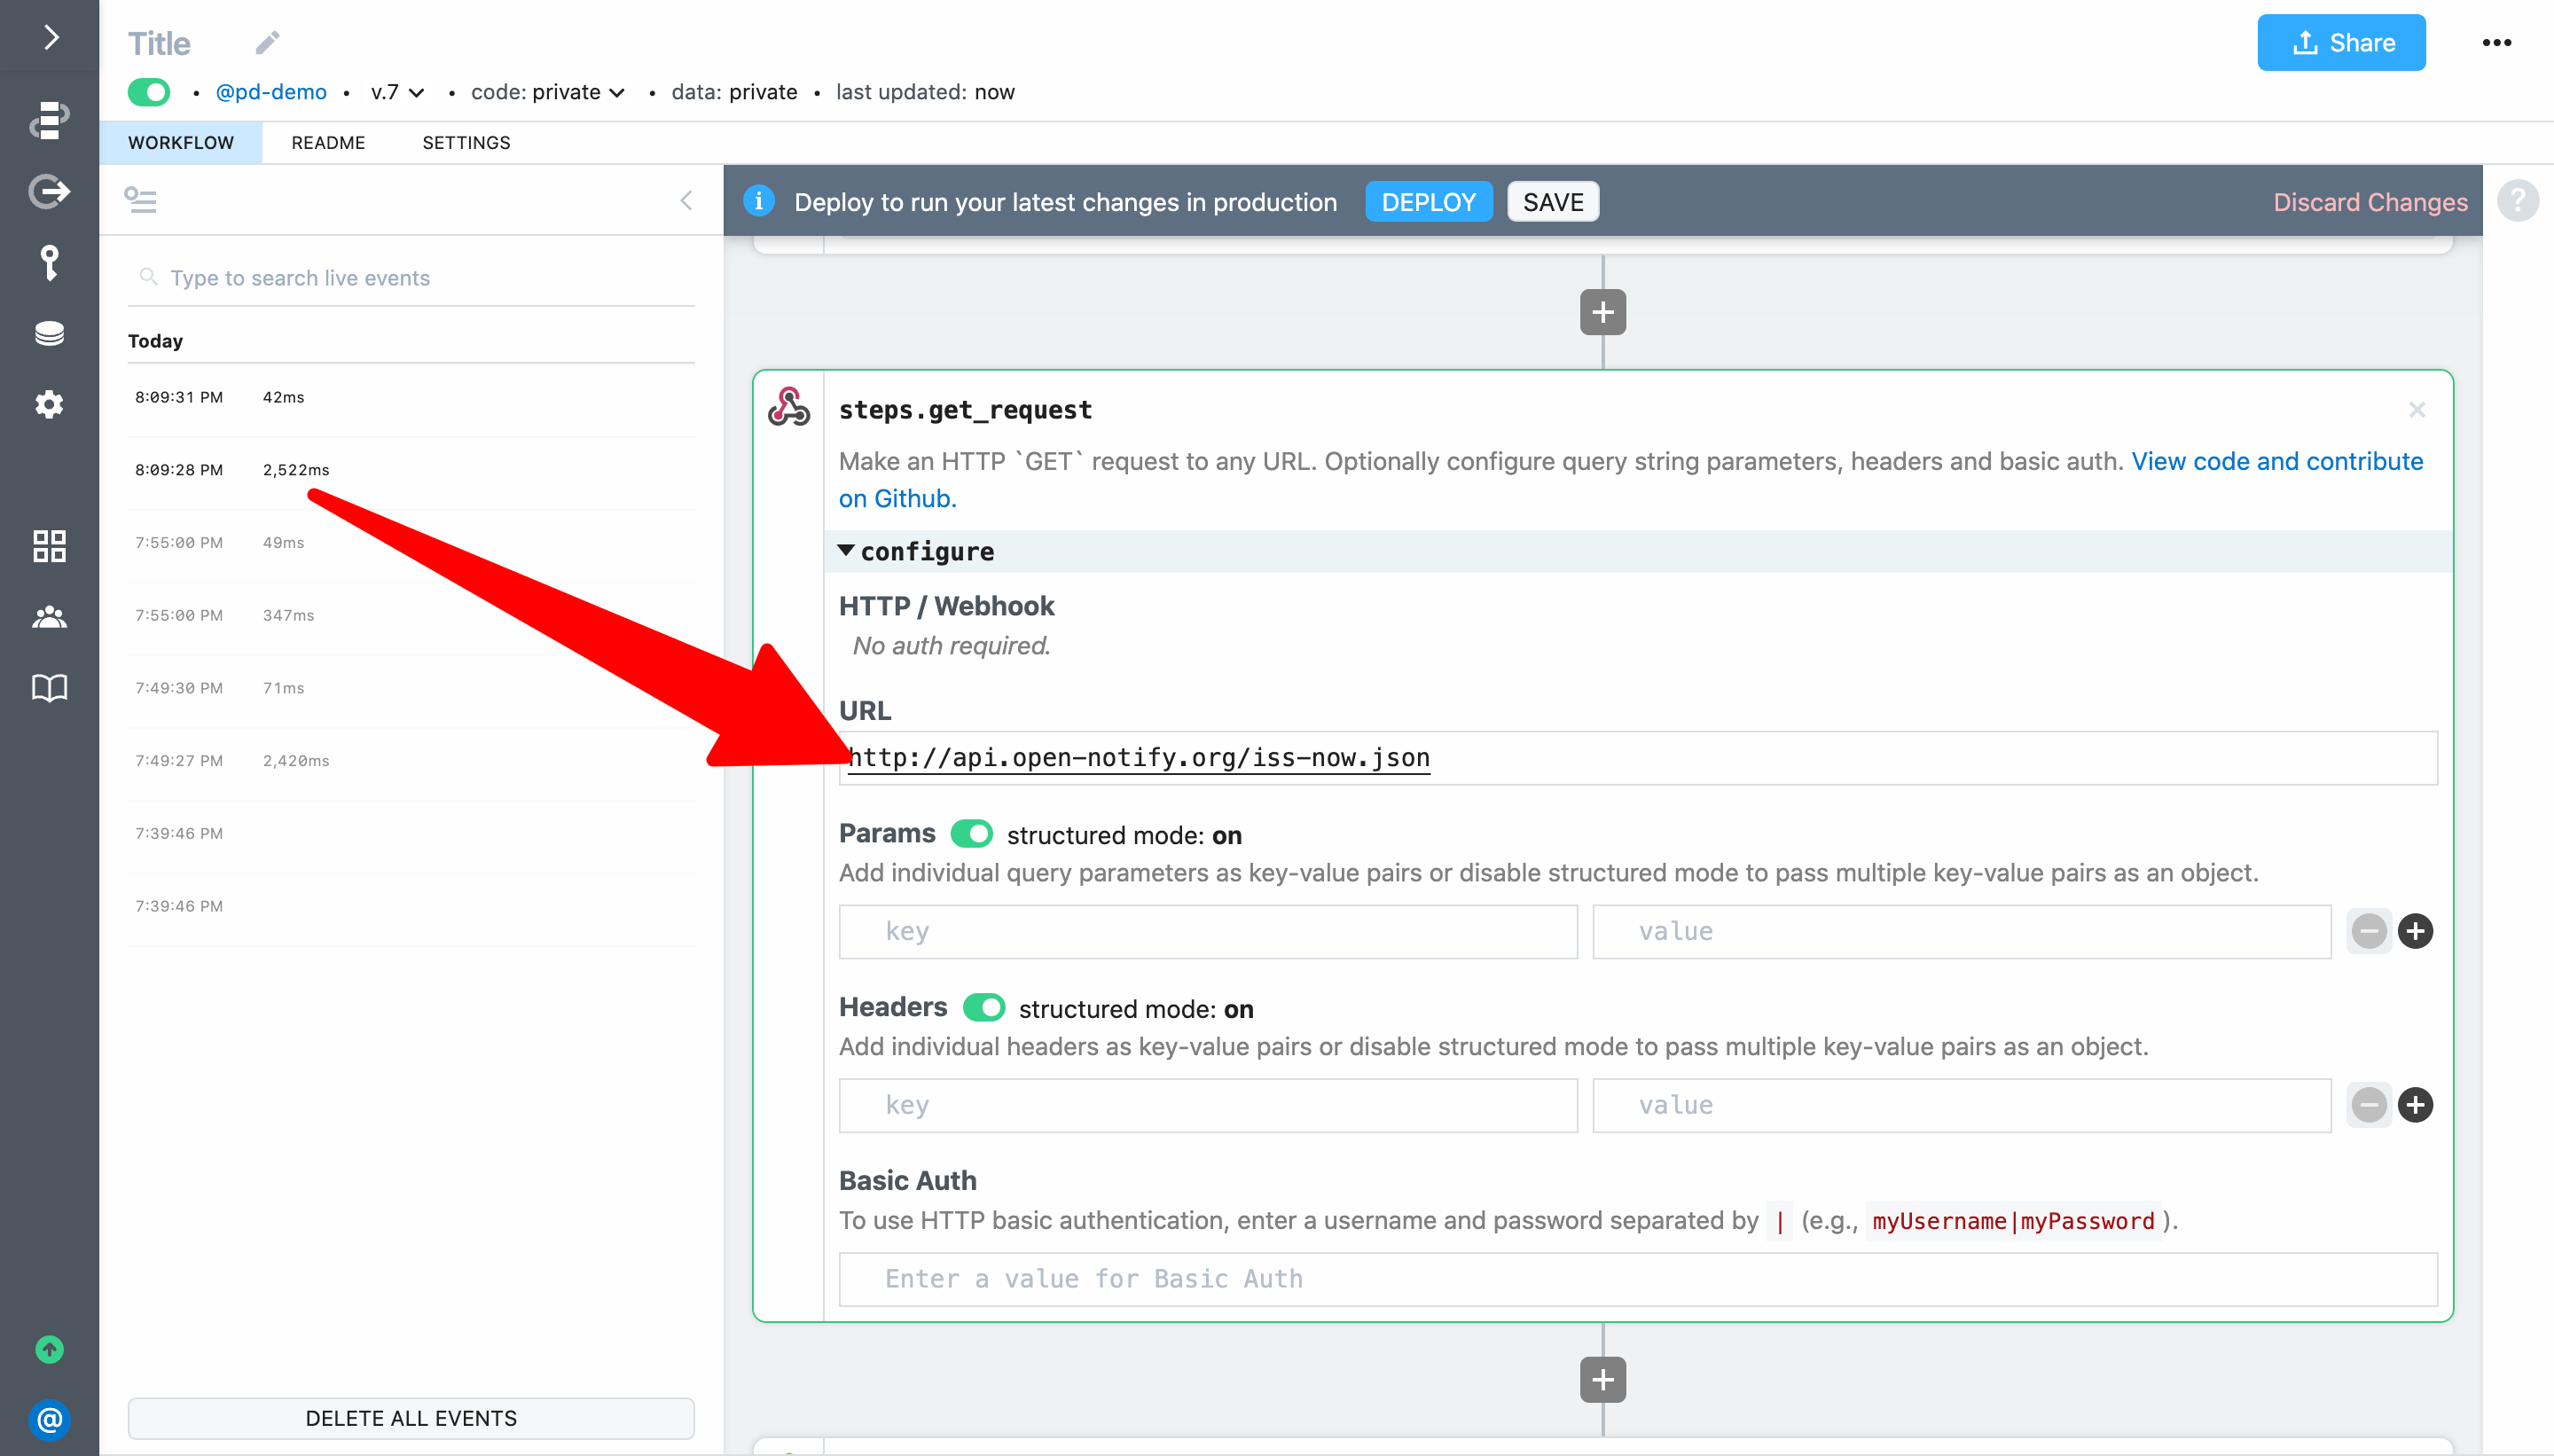 Title
Share
• @pd-demo • v.7 • code: private • data: private • last updated: now
WORKFLOW README SETTINGS
Deploy to run your latest changes in production DEPLOY SAVE Discard Changes
?
Type to search live events
Today
8:09:31 PM 42ms
8:09:28 PM 2,522ms
7:55:00 PM 49ms
7:55:00 PM 347ms
7:49:30 PM 71ms
7:49:27 PM 2,420ms
7:39:46 PM
7:39:46 PM
DELETE ALL EVENTS
@
steps.get_request
Make an HTTP `GET` request to any URL. Optionally configure query string parameters, headers and basic auth. View code and contribute
on Github.
configure
HTTP / Webhook
No auth required.
URL
http://api.open-notify.org/iss-now.json
Params structured mode: on
Add individual query parameters as key-value pairs or disable structured mode to pass multiple key-value pairs as an object.
key value
Headers structured mode: on
Add individual headers as key-value pairs or disable structured mode to pass multiple key-value pairs as an object.
key value
Basic Auth
To use HTTP basic authentication, enter a username and password separated by | (e.g., myUsername|myPassword).
Enter a value for Basic Auth